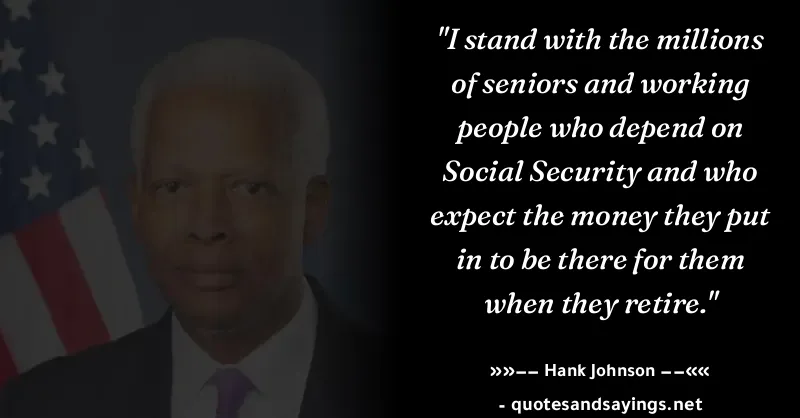 "I stand with the millions
of seniors and working
people who depend on
Social Security and who
expect the money they put
in to be there for them
when they retire."
»»−− Hank Johnson −−««
- quotesandsayings.net